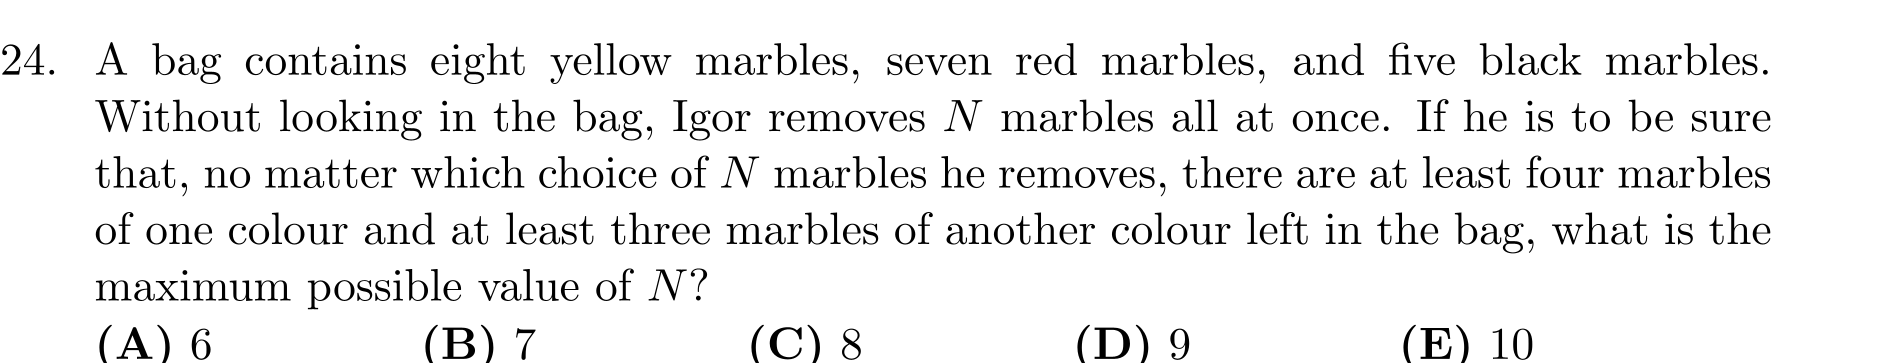 24. A bag contains eight yellow marbles, seven red marbles, and five black marbles.
Without looking in the bag, Igor removes N marbles all at once. If he is to be sure
that, no matter which choice of N marbles he removes, there are at least four marbles
of one colour and at least three marbles of another colour left in the bag, what is the
maximum possible value of N?
(A) 6 (B) 7 (C) 8 (D) 9 (E) 10